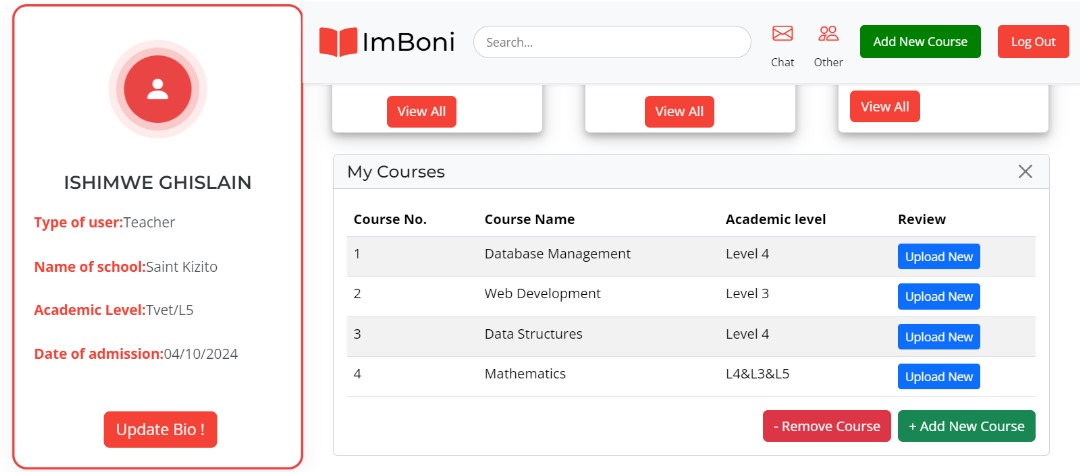 ISHIMWE GHISLAIN
Type of user:Teacher
Name of school:Saint Kizito
Academic Level:Tvet/L5
Date of admission:04/10/2024
Update Bio !
ImBoni
Search...
Chat
Other
Add New Course
Log Out
View All
View All
View All
My Courses
Course No. Course Name Academic level Review
1 Database Management Level 4 Upload New
2 Web Development Level 3 Upload New
3 Data Structures Level 4 Upload New
4 Mathematics L4&L3&L5 Upload New
- Remove Course
+ Add New Course